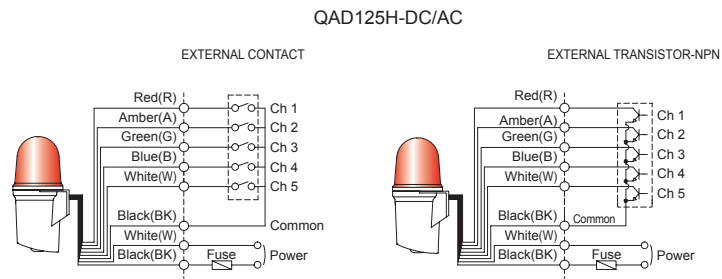 QAD125H-DC/AC
EXTERNAL CONTACT
Red(R)
Amber(A)
Green(G)
Blue(B)
White(W)
Black(BK)
White(W)
Black(BK)
Ch 1
Ch 2
Ch 3
Ch 4
Ch 5
Common
Fuse
Power
EXTERNAL TRANSISTOR-NPN
Red(R)
Amber(A)
Green(G)
Blue(B)
White(W)
Black(BK)
White(W)
Black(BK)
Ch 1
Ch 2
Ch 3
Ch 4
Ch 5
Common
Fuse
Power